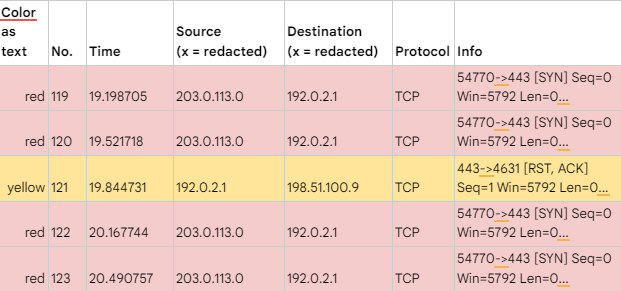 Color as text No. Time Source (x = redacted) Destination (x = redacted) Protocol Info
red 119 19.198705 203.0.113.0 192.0.2.1 TCP 54770->443 [SYN] Seq=0 Win=5792 Len=0...
red 120 19.521718 203.0.113.0 192.0.2.1 TCP 54770->443 [SYN] Seq=0 Win=5792 Len=0...
yellow 121 19.844731 192.0.2.1 198.51.100.9 TCP 443->4631 [RST, ACK] Seq=1 Win=5792 Len=0...
red 122 20.167744 203.0.113.0 192.0.2.1 TCP 54770->443 [SYN] Seq=0 Win=5792 Len=0...
red 123 20.490757 203.0.113.0 192.0.2.1 TCP 54770->443 [SYN] Seq=0 Win=5792 Len=0...